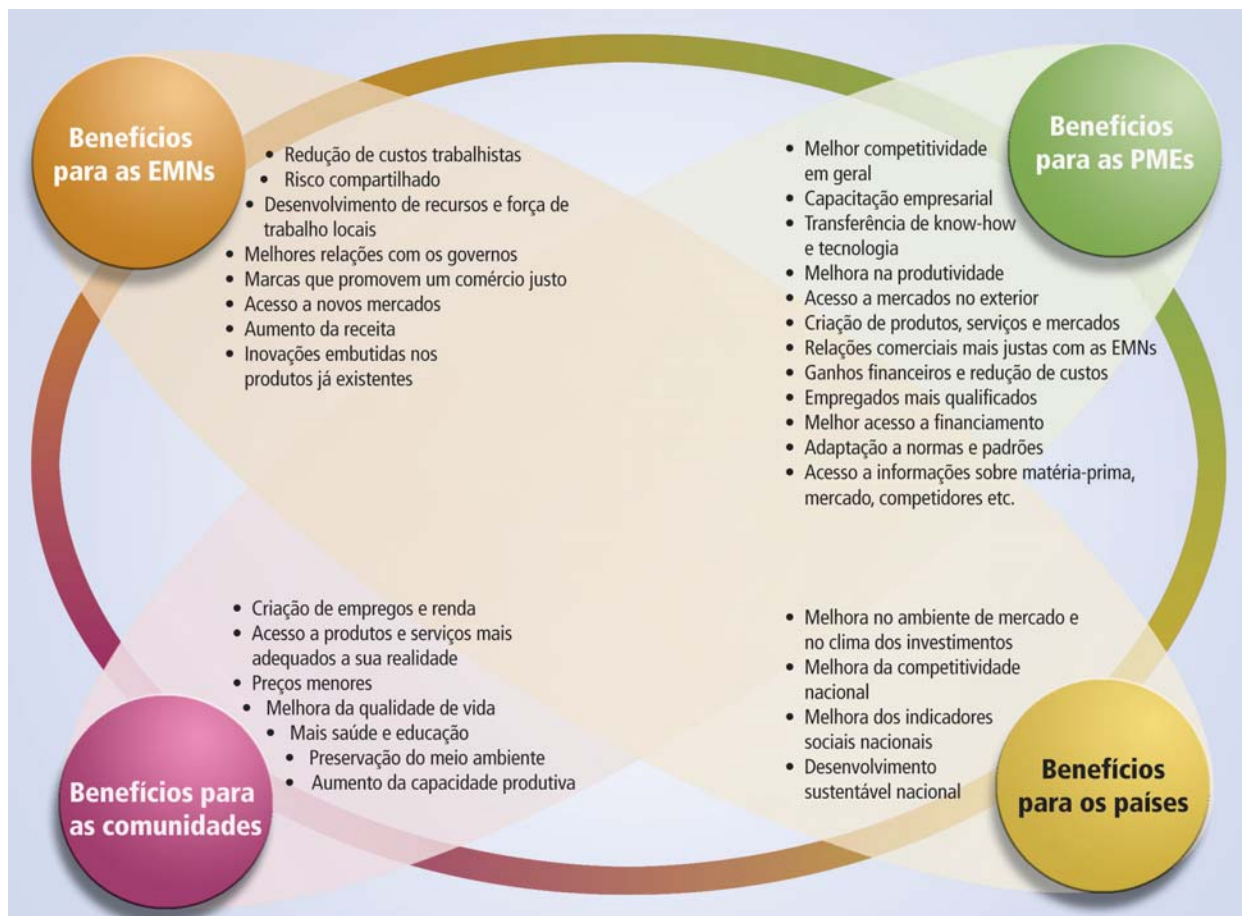 Benefícios
para as EMNs
• Redução de custos trabalhistas
• Risco compartilhado
• Desenvolvimento de recursos e força de
trabalho locais
• Melhores relações com os governos
• Marcas que promovem um comércio justo
• Acesso a novos mercados
• Aumento da receita
• Inovações embutidas nos
produtos já existentes
Benefícios
para as PMEs
• Melhor competitividade
em geral
• Capacitação empresarial
• Transferência de know-how
e tecnologia
• Melhora na produtividade
• Acesso a mercados no exterior
• Criação de produtos, serviços e mercados
• Relações comerciais mais justas com as EMNs
• Ganhos financeiros e redução de custos
• Empregados mais qualificados
• Melhor acesso a financiamento
• Adaptação a normas e padrões
• Acesso a informações sobre matéria-prima,
mercado, competidores etc.
Benefícios para
as comunidades
• Criação de empregos e renda
• Acesso a produtos e serviços mais
adequados a sua realidade
• Preços menores
• Melhora da qualidade de vida
• Mais saúde e educação
• Preservação do meio ambiente
• Aumento da capacidade produtiva
Benefícios
para os países
• Melhora no ambiente de mercado e
no clima dos investimentos
• Melhora da competitividade
nacional
• Melhora dos indicadores
sociais nacionais
• Desenvolvimento
sustentável nacional